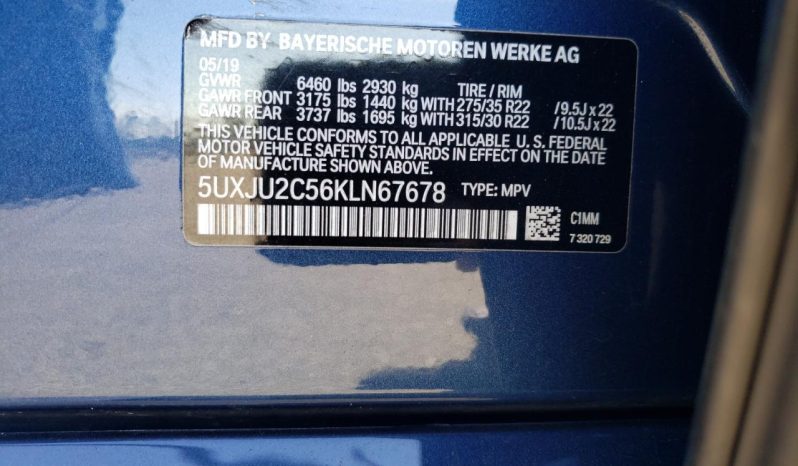 MFD BY BAYERISCHE MOTOREN WERKE AG
05/19
GVWR 6460 lbs 2930 kg TIRE / RIM
GAWR FRONT 3175 lbs 1440 kg WITH 275/35 R22 /9.5J x 22
GAWR REAR 3737 lbs 1695 kg WITH 315/30 R22 /10.5J x 22
THIS VEHICLE CONFORMS TO ALL APPLICABLE U. S. FEDERAL
MOTOR VEHICLE SAFETY STANDARDS IN EFFECT ON THE DATE
OF MANUFACTURE SHOWN ABOVE.
5UXJU2C56KLN67678 TYPE: MPV
C1MM
7 320 729